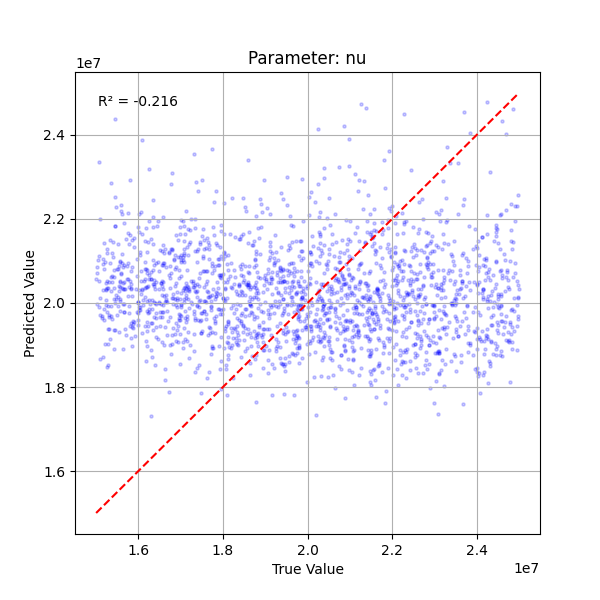 Parameter: nu
1e7
R² = -0.216
2.4
2.2
2.0
1.8
1.6
Predicted Value
1.6 1.8 2.0 2.2 2.4
1e7
True Value